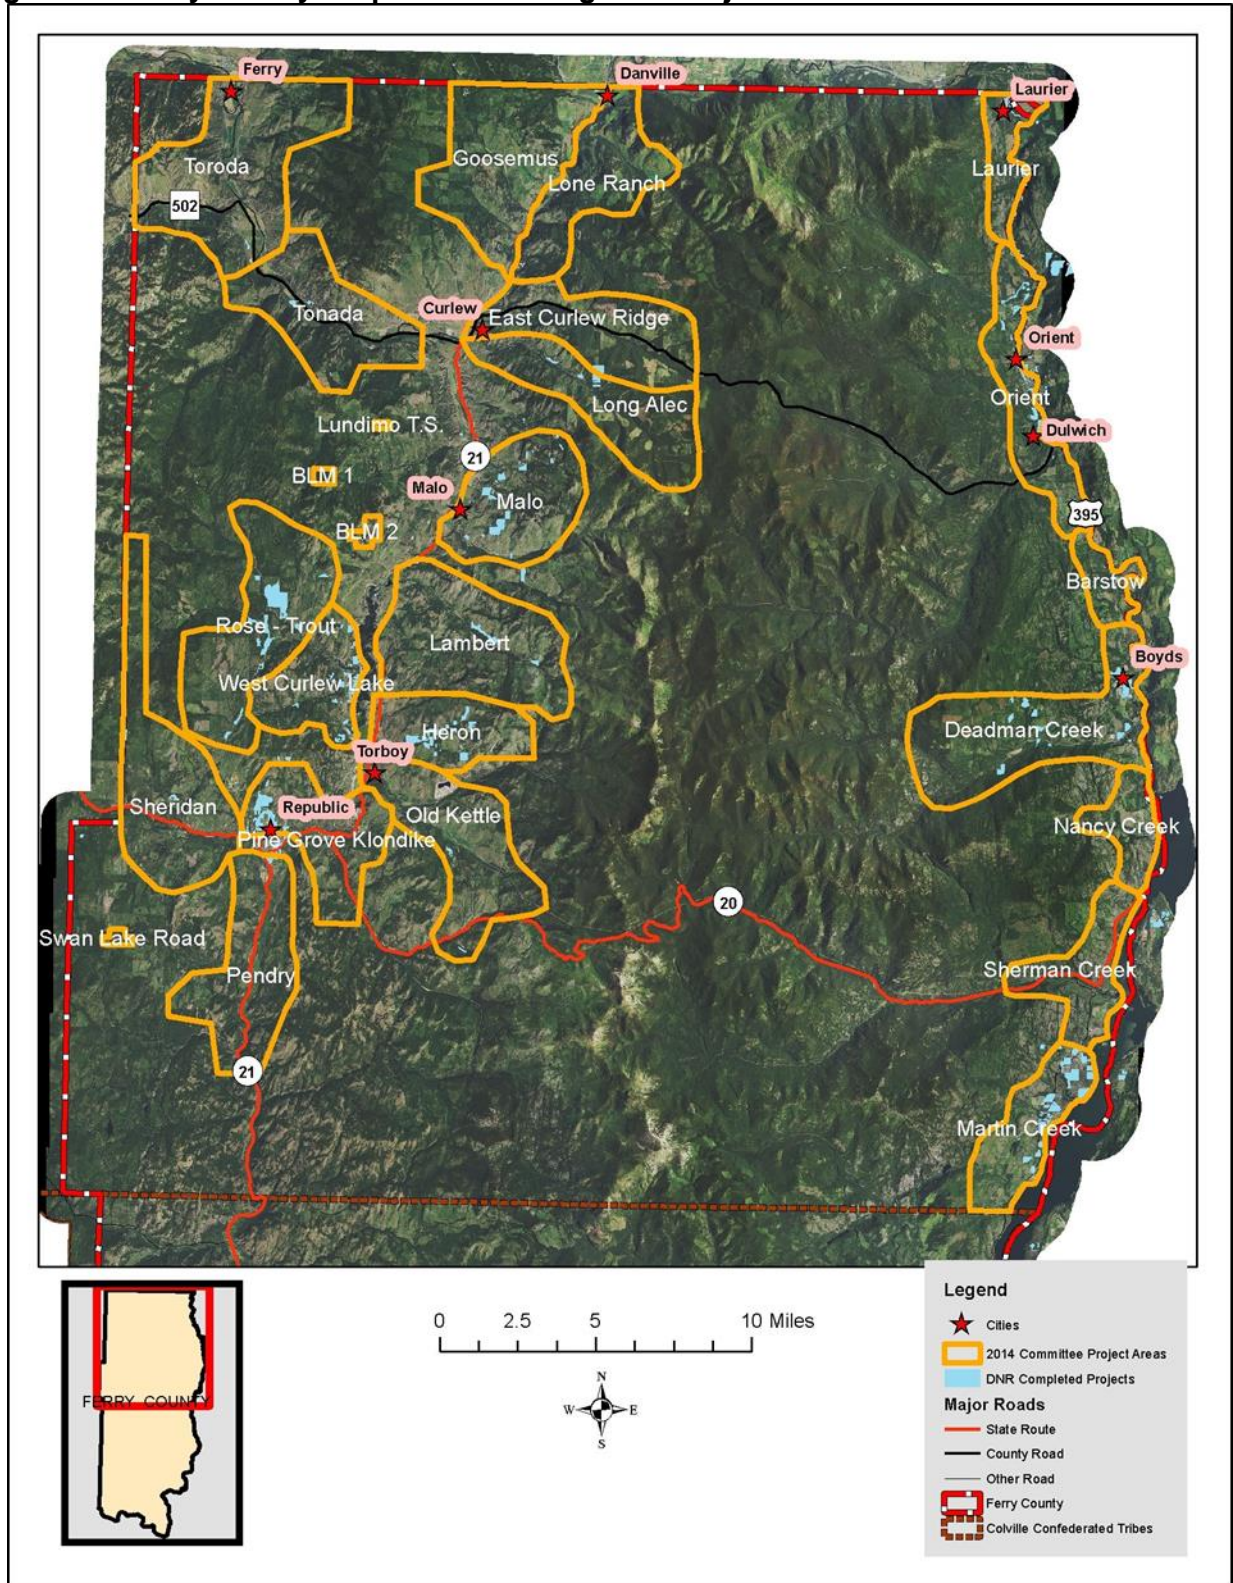 Ferry
Danville
Laurier
Toroda
Goosemus
Lone Ranch
Laurier
502
Tonada
Curlew
East Curlew Ridge
Orient
Long Alec
Orient
Lundimo T.S.
Dulwich
21
BLM 1
Malo
Malo
395
BLM 2
Barstow
Rose - Trout
Lambert
Boyds
West Curlew Lake
Heron
Deadman Creek
Torboy
Sheridan
Republic
Old Kettle
Nancy Creek
Pine Grove Klondike
20
Swan Lake Road
Pendry
Sherman Creek
21
Martin Creek
FERRY COUNTY
0 2.5 5 10 Miles
N
W E
S
Legend
Cities
2014 Committee Project Areas
DNR Completed Projects
Major Roads
State Route
County Road
Other Road
Ferry County
Colville Confederated Tribes